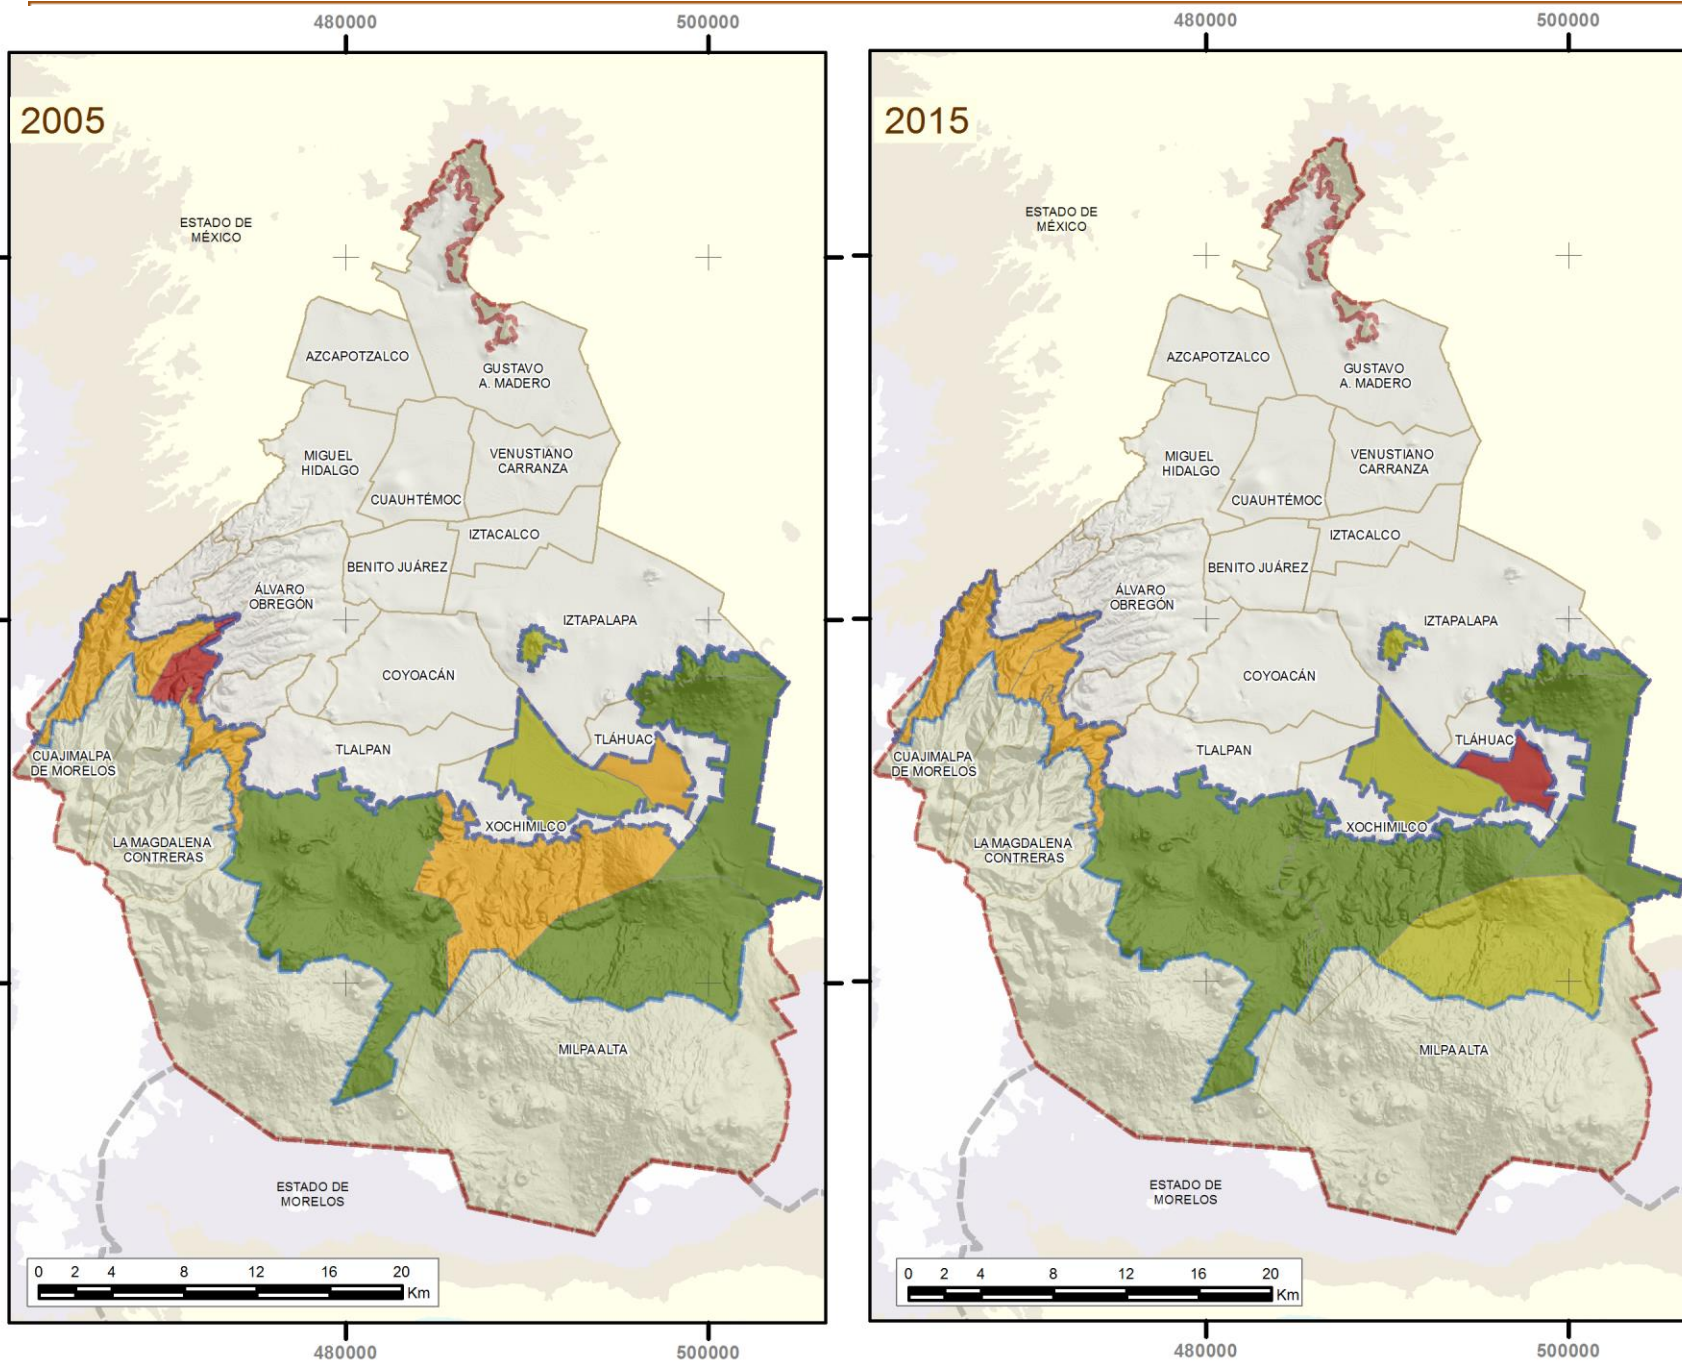 480000
500000
480000
500000
2005
ESTADO DE
MÉXICO
AZCAPOTZALCO
GUSTAVO
A. MADERO
MIGUEL
HIDALGO
VENUSTIANO
CARRANZA
CUAUHTÉMOC
IZTACALCO
BENITO JUÁREZ
ÁLVARO
OBREGÓN
IZTAPALAPA
COYOACÁN
TLÁHUAC
TLALPAN
CUAJIMALPA
DE MORELOS
XOCHIMILCO
LA MAGDALENA
CONTRERAS
MILPA ALTA
ESTADO DE
MORELOS
0 2 4 8 12 16 20
Km
480000
500000
2015
ESTADO DE
MÉXICO
AZCAPOTZALCO
GUSTAVO
A. MADERO
MIGUEL
HIDALGO
VENUSTIANO
CARRANZA
CUAUHTÉMOC
IZTACALCO
BENITO JUÁREZ
ÁLVARO
OBREGÓN
IZTAPALAPA
COYOACÁN
TLÁHUAC
TLALPAN
CUAJIMALPA
DE MORELOS
XOCHIMILCO
LA MAGDALENA
CONTRERAS
MILPA ALTA
ESTADO DE
MORELOS
0 2 4 8 12 16 20
Km
480000
500000